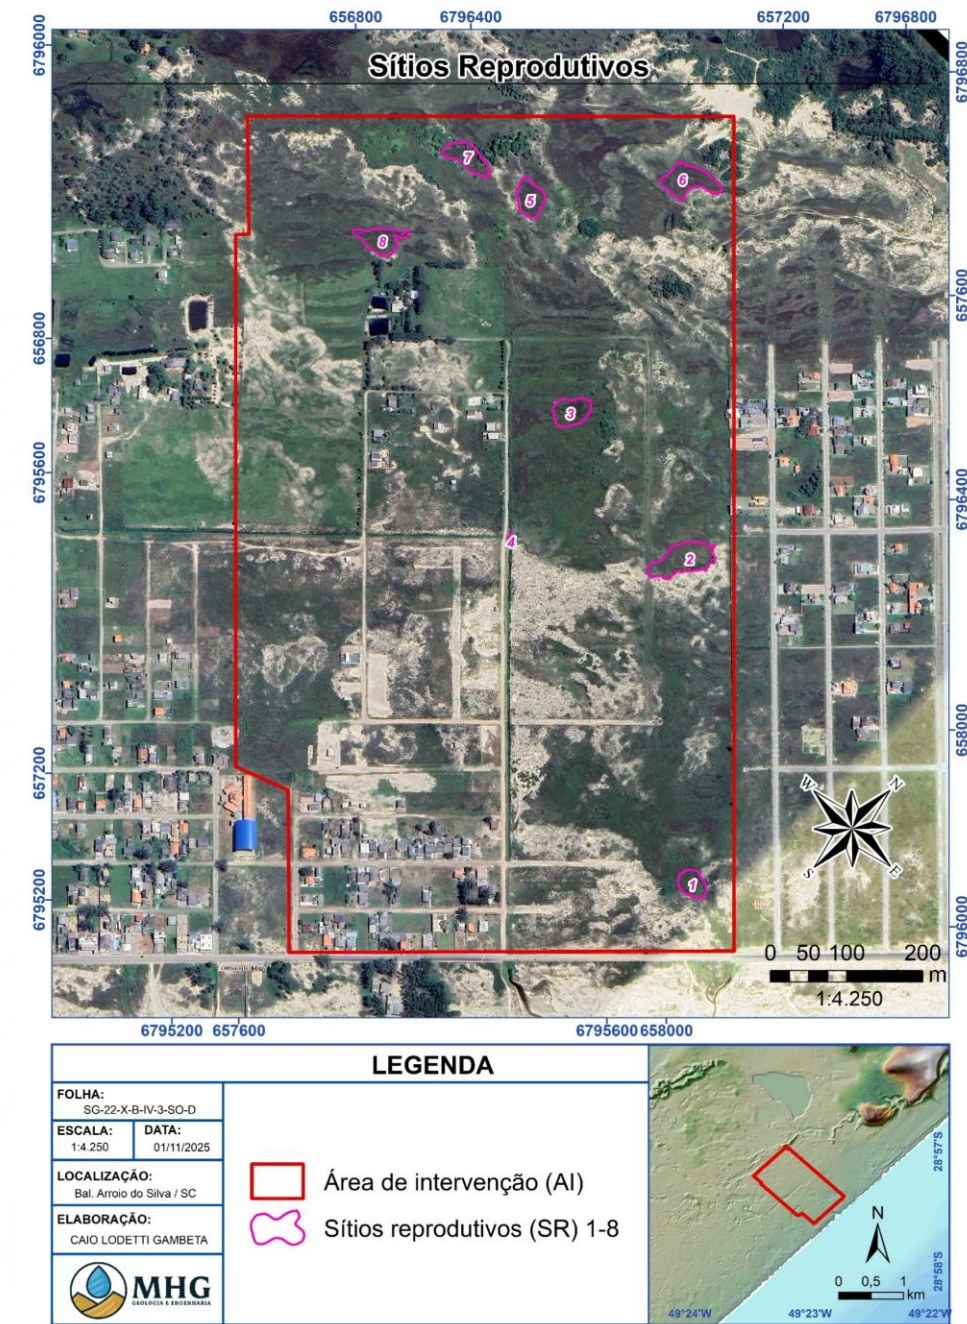 656800 6796400 657200 6796800
6796000
6796800
Sítios Reprodutivos
7
6
5
8
657600
656800
3
6795600
6796400
4
2
658000
657200
W N
S E
1
6795200
6796000
0 50 100 200
m
1:4.250
6795200 657600 6795600 658000
LEGENDA
FOLHA:
SG-22-X-B-IV-3-SO-D
ESCALA: DATA:
1:4.250 01/11/2025
LOCALIZAÇÃO:
Bal. Arroio do Silva / SC
ELABORAÇÃO:
CAIO LODETTI GAMBETA
MHG
GEOLOGIA E ENGENHARIA
Área de intervenção (AI)
Sítios reprodutivos (SR) 1-8
28°57'S
N
0 0,5 1
km
28°58'S
49°24'W 49°23'W 49°22'W